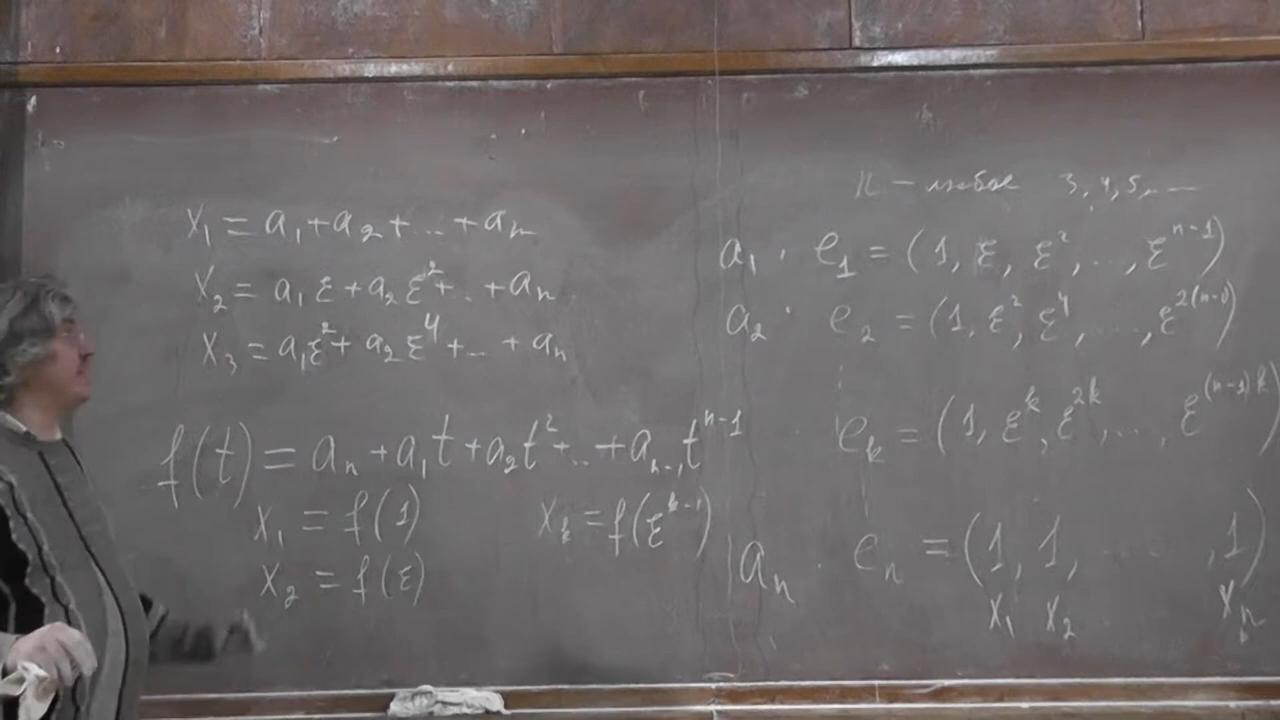 x₁ = a₁ + a₂ + ... + aₙ
x₂ = a₁ε + a₂ε² + ... + aₙ
x₃ = a₁ε² + a₂ε⁴ + ... + aₙ
f(t) = aₙ + a₁t + a₂t² + ... + aₙ₋₁tⁿ⁻¹
x₁ = f(1)
xₖ = f(εᵏ⁻¹)
x₂ = f(ε)
n – любое 3, 4, 5, ...
a₁ · e₁ = (1, ε, ε², ..., εⁿ⁻¹)
a₂ · e₂ = (1, ε², ε⁴, ..., ε²⁽ⁿ⁻¹⁾)
· eₖ = (1, εᵏ, ε²ᵏ, ..., ε⁽ⁿ⁻¹⁾ᵏ)
aₙ · eₙ = (1, 1, ... , 1)
x₁ x₂ xₙ